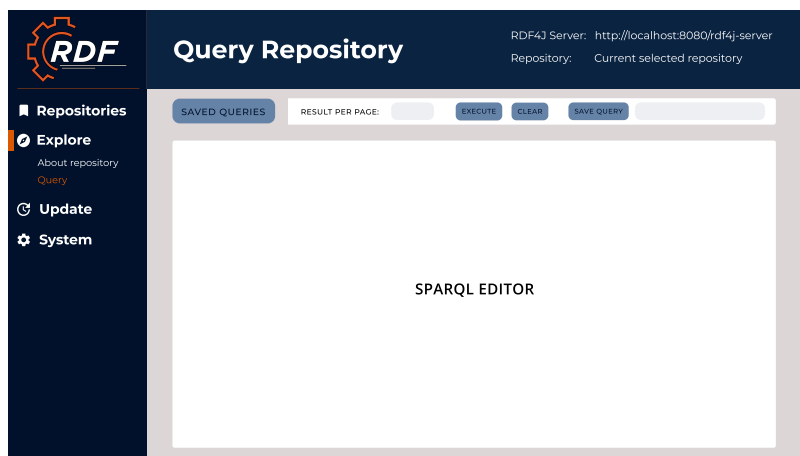 RDF
Query Repository
RDF4J Server: http://localhost:8080/rdf4j-server
Repository: Current selected repository
Repositories
Explore
About repository
Query
Update
System
SAVED QUERIES
RESULT PER PAGE:
EXECUTE
CLEAR
SAVE QUERY
SPARQL EDITOR